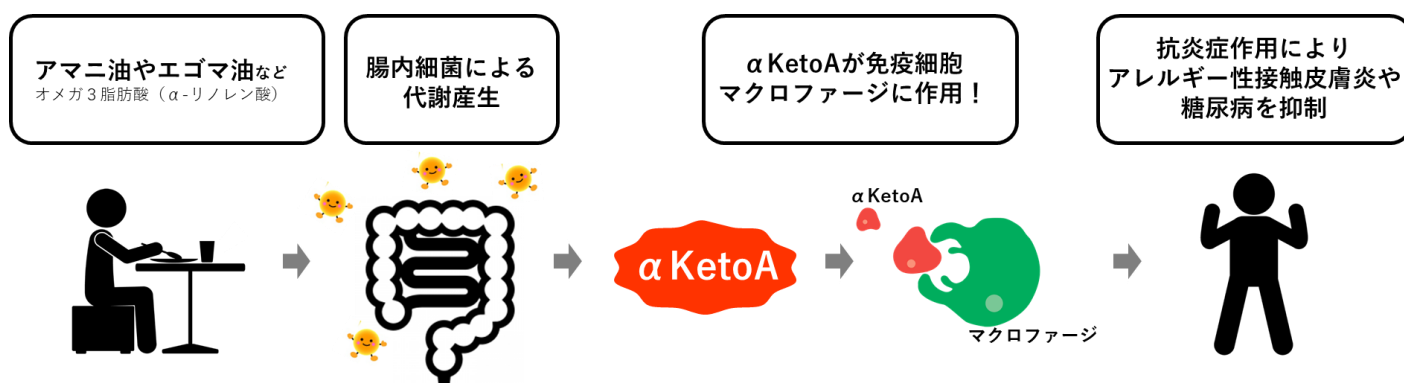 アマニ油やエゴマ油など
オメガ３脂肪酸（α-リノレン酸）
腸内細菌による
代謝産生
αKetoAが免疫細胞
マクロファージに作用！
抗炎症作用により
アレルギー性接触皮膚炎や
糖尿病を抑制
αKetoA
αKetoA
マクロファージ